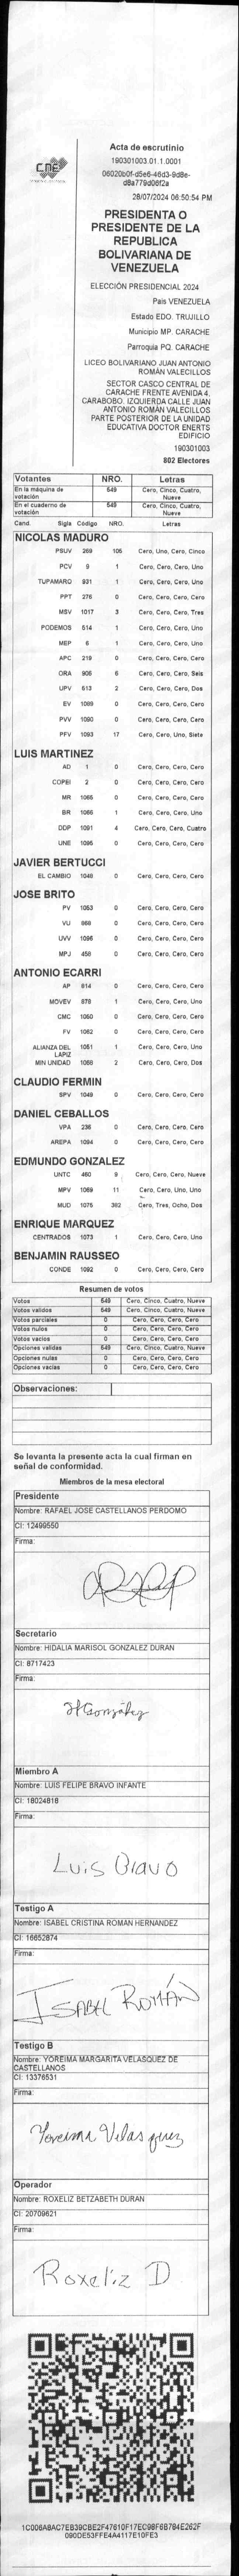 CNE
Acta de escrutinio
190301003.01.1.0001
06020b0f-d5e6-46d3-9d8e-
d8a779d06f2a
28/07/2024 06:50:54 PM
PRESIDENTA O
PRESIDENTE DE LA
REPUBLICA
BOLIVARIANA DE
VENEZUELA
ELECCIÓN PRESIDENCIAL 2024
Pais VENEZUELA
Estado EDO. TRUJILLO
Municipio MP. CARACHE
Parroquia PQ. CARACHE
LICEO BOLIVARIANO JUAN ANTONIO
ROMÁN VALECILLOS
SECTOR CASCO CENTRAL DE
CARACHE FRENTE AVENIDA 4.
CARABOBO. IZQUIERDA CALLE JUAN
ANTONIO ROMÁN VALECILLOS
PARTE POSTERIOR DE LA UNIDAD
EDUCATIVA DOCTOR ENERTS
EDIFICIO
190301003
802 Electores
Votantes NRO. Letras
En la máquina de votación 549 Cero, Cinco, Cuatro, Nueve
En el cuaderno de votación 549 Cero, Cinco, Cuatro, Nueve
Cand. Sigla Código NRO. Letras
NICOLAS MADURO
PSUV 269 105 Cero, Uno, Cero, Cinco
PCV 9 1 Cero, Cero, Cero, Uno
TUPAMARO 931 1 Cero, Cero, Cero, Uno
PPT 276 0 Cero, Cero, Cero, Cero
MSV 1017 3 Cero, Cero, Cero, Tres
PODEMOS 514 1 Cero, Cero, Cero, Uno
MEP 6 1 Cero, Cero, Cero, Uno
APC 219 0 Cero, Cero, Cero, Cero
ORA 905 6 Cero, Cero, Cero, Seis
UPV 513 2 Cero, Cero, Cero, Dos
EV 1089 0 Cero, Cero, Cero, Cero
PVV 1090 0 Cero, Cero, Cero, Cero
PFV 1093 17 Cero, Cero, Uno, Siete
LUIS MARTINEZ
AD 1 0 Cero, Cero, Cero, Cero
COPEI 2 0 Cero, Cero, Cero, Cero
MR 0 Cero, Cero, Cero, Cero
BR 1 Cero, Cero, Cero, Uno
DDP 1091 4 Cero, Cero, Cero, Cuatro
UNE 1095 0 Cero, Cero, Cero, Cero
JAVIER BERTUCCI
EL CAMBIO 1048 0 Cero, Cero, Cero, Cero
JOSE BRITO
PV 1053 0 Cero, Cero, Cero, Cero
VU 868 0 Cero, Cero, Cero, Cero
UVV 1096 0 Cero, Cero, Cero, Cero
MPJ 458 0 Cero, Cero, Cero, Cero
ANTONIO ECARRI
AP 814 0 Cero, Cero, Cero, Cero
MOVEV 878 1 Cero, Cero, Cero, Uno
CMC 1050 0 Cero, Cero, Cero, Cero
FV 1062 0 Cero, Cero, Cero, Cero
ALIANZA DEL LAPIZ 1051 1 Cero, Cero, Cero, Uno
MIN UNIDAD 1058 2 Cero, Cero, Cero, Dos
CLAUDIO FERMIN
SPV 1049 0 Cero, Cero, Cero, Cero
DANIEL CEBALLOS
VPA 236 0 Cero, Cero, Cero, Cero
AREPA 1094 0 Cero, Cero, Cero, Cero
EDMUNDO GONZALEZ
UNTC 460 9 Cero, Cero, Cero, Nueve
MPV 1069 11 Cero, Cero, Uno, Uno
MUD 1075 382 Cero, Tres, Ocho, Dos
ENRIQUE MARQUEZ
CENTRADOS 1073 1 Cero, Cero, Cero, Uno
BENJAMIN RAUSSEO
CONDE 1092 0 Cero, Cero, Cero, Cero
Resumen de votos
Votos 549 Cero, Cinco, Cuatro, Nueve
Votos validos 549 Cero, Cinco, Cuatro, Nueve
Votos parciales 0 Cero, Cero, Cero, Cero
Votos nulos 0 Cero, Cero, Cero, Cero
Votos vacíos 0 Cero, Cero, Cero, Cero
Opciones validas 549 Cero, Cinco, Cuatro, Nueve
Opciones nulas 0 Cero, Cero, Cero, Cero
Opciones vacías 0 Cero, Cero, Cero, Cero
Observaciones:
Se levanta la presente acta la cual firman en
señal de conformidad.
Miembros de la mesa electoral
Presidente
Nombre: RAFAEL JOSE CASTELLANOS PERDOMO
CI: 12499550
Firma:
Secretario
Nombre: HIDALIA MARISOL GONZALEZ DURAN
CI: 8717423
Firma:
HGonzález
Miembro A
Nombre: LUIS FELIPE BRAVO INFANTE
CI: 18024818
Firma:
Luis Bravo
Testigo A
Nombre: ISABEL CRISTINA ROMAN HERNANDEZ
CI: 16652874
Firma:
ISABEL ROMÁN
Testigo B
Nombre: YOREIMA MARGARITA VELASQUEZ DE
CASTELLANOS
CI: 13376531
Firma:
Yoreima Velasquez
Operador
Nombre: ROXELIZ BETZABETH DURAN
CI: 20709621
Firma:
Roxeliz D
1C006A8AC7EB39CBE2F47610F17EC98F6B794E262F
090DE53FFE4A4117E10FE3